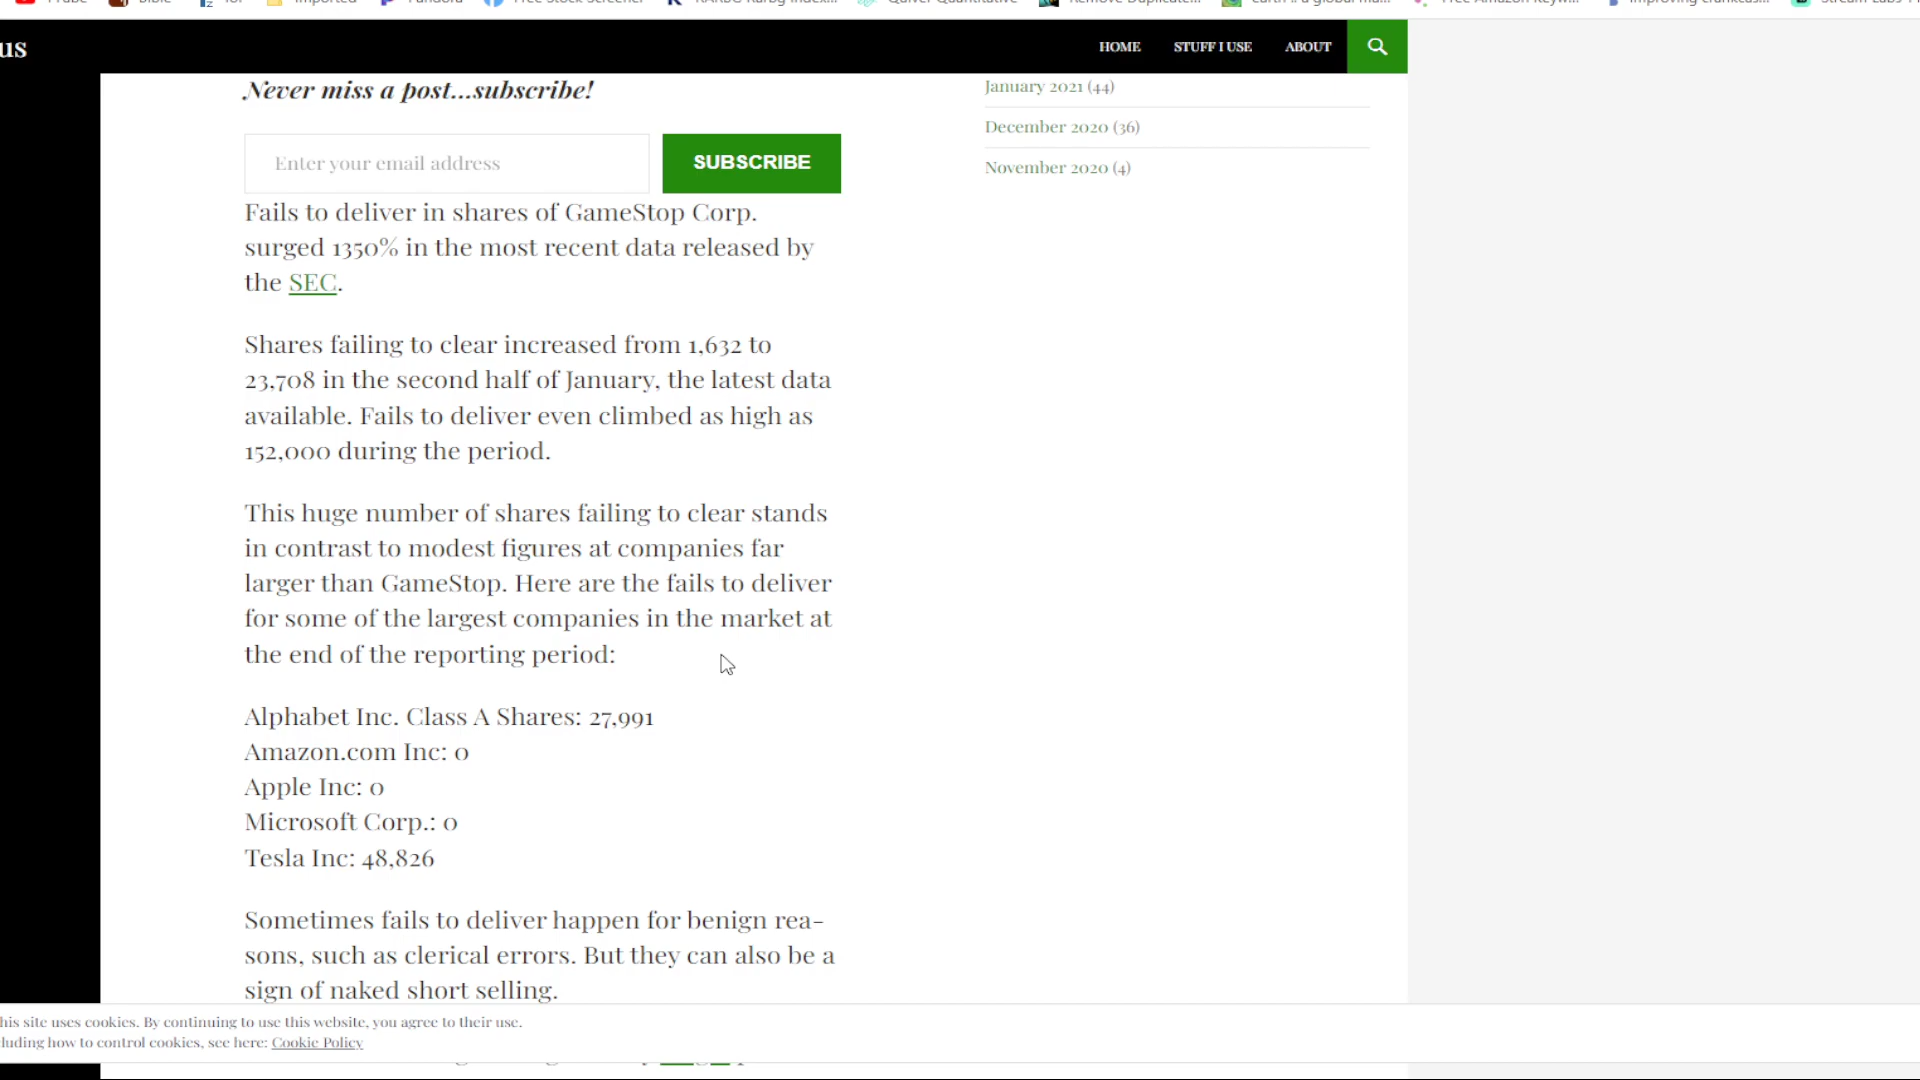 us
HOME STUFF I USE ABOUT
Never miss a post...subscribe!
Enter your email address SUBSCRIBE
Fails to deliver in shares of GameStop Corp.
surged 1350% in the most recent data released by
the SEC.
Shares failing to clear increased from 1,632 to
23,708 in the second half of January, the latest data
available. Fails to deliver even climbed as high as
152,000 during the period.
This huge number of shares failing to clear stands
in contrast to modest figures at companies far
larger than GameStop. Here are the fails to deliver
for some of the largest companies in the market at
the end of the reporting period:
Alphabet Inc. Class A Shares: 27,991
Amazon.com Inc: 0
Apple Inc: 0
Microsoft Corp.: 0
Tesla Inc: 48,826
Sometimes fails to deliver happen for benign rea-
sons, such as clerical errors. But they can also be a
sign of naked short selling.
January 2021 (44)
December 2020 (36)
November 2020 (4)
his site uses cookies. By continuing to use this website, you agree to their use.
luding how to control cookies, see here: Cookie Policy